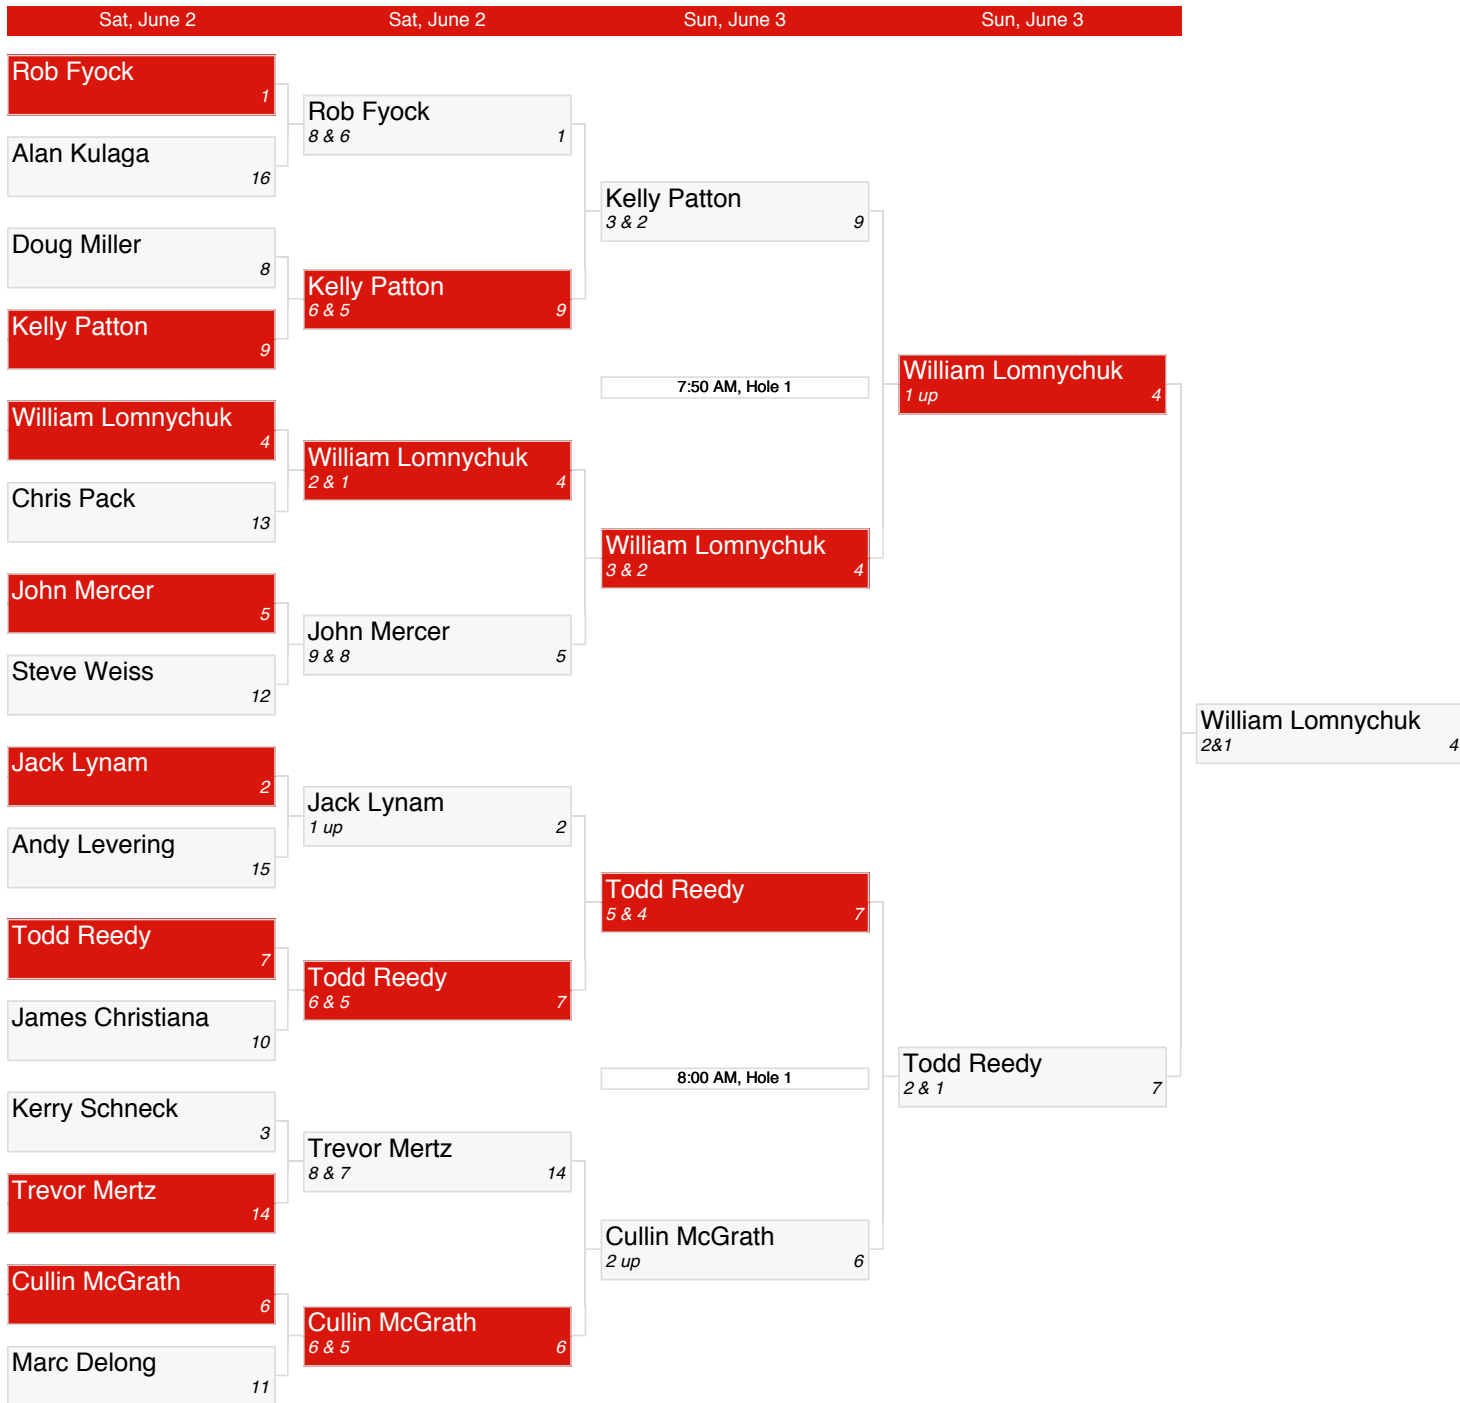 Sat, June 2
Sat, June 2
Sun, June 3
Sun, June 3
Rob Fyock
1
Alan Kulaga
16
Doug Miller
8
Kelly Patton
9
William Lomnychuk
4
Chris Pack
13
John Mercer
5
Steve Weiss
12
Jack Lynam
2
Andy Levering
15
Todd Reedy
7
James Christiana
10
Kerry Schneck
3
Trevor Mertz
14
Cullin McGrath
6
Marc Delong
11
Rob Fyock
8 & 6 1
Kelly Patton
6 & 5 9
William Lomnychuk
2 & 1 4
John Mercer
9 & 8 5
Jack Lynam
1 up 2
Todd Reedy
6 & 5 7
Trevor Mertz
8 & 7 14
Cullin McGrath
6 & 5 6
Kelly Patton
3 & 2 9
7:50 AM, Hole 1
William Lomnychuk
3 & 2 4
Todd Reedy
5 & 4 7
8:00 AM, Hole 1
Cullin McGrath
2 up 6
William Lomnychuk
1 up 4
Todd Reedy
2 & 1 7
William Lomnychuk
2&1 4